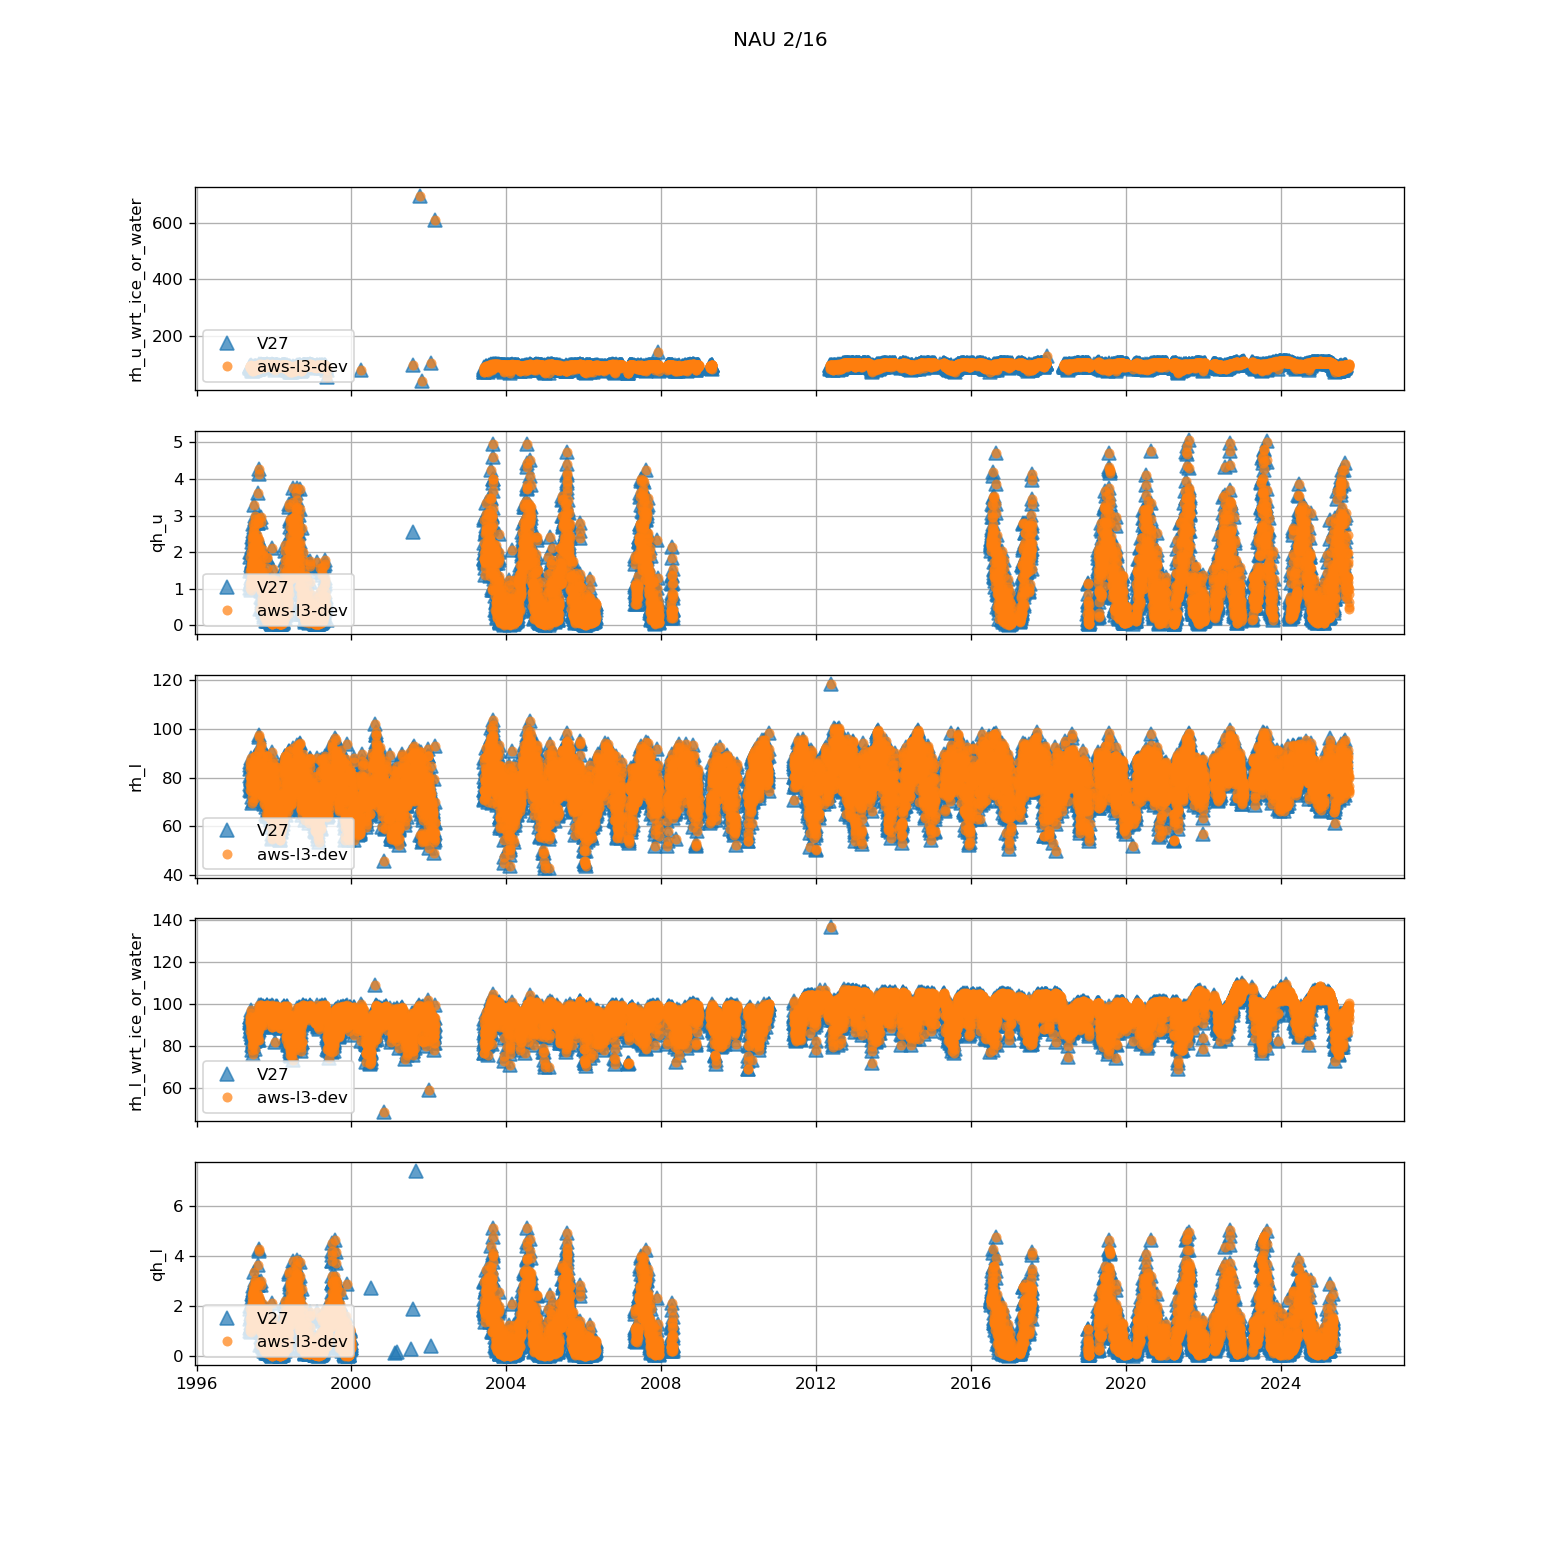 NAU 2/16
rh_u_wrt_ice_or_water
600
400
200
V27
aws-l3-dev
qh_u
5
4
3
2
1
0
V27
aws-l3-dev
rh_l
120
100
80
60
40
V27
aws-l3-dev
rh_l_wrt_ice_or_water
140
120
100
80
60
V27
aws-l3-dev
qh_l
6
4
2
0
V27
aws-l3-dev
1996 2000 2004 2008 2012 2016 2020 2024